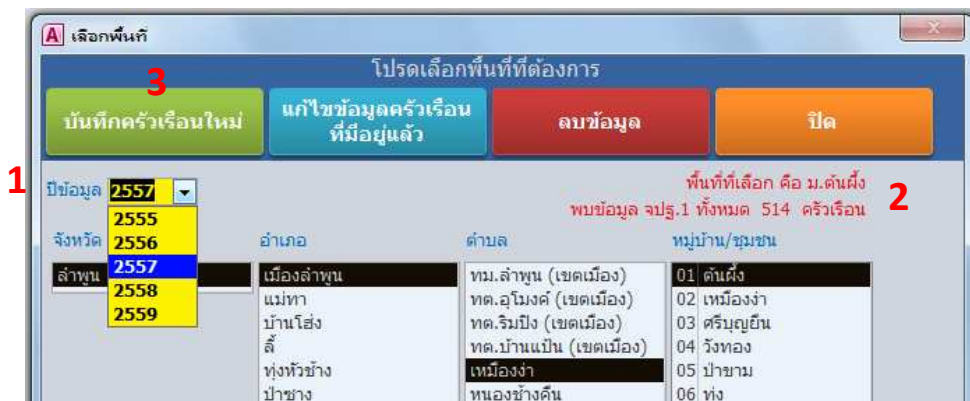 เลือกพื้นที่
X
โปรดเลือกพื้นที่ที่ต้องการ
3
บันทึกครัวเรือนใหม่
แก้ไขข้อมูลครัวเรือน
ที่มีอยู่แล้ว
ลบข้อมูล
ปิด
1
ปีข้อมูล 2557
2555
2556
2557
2558
2559
พื้นที่ที่เลือก คือ ม.ต้นผึ้ง
พบข้อมูล จปฐ.1 ทั้งหมด 514 ครัวเรือน
2
จังหวัด
ลำพูน
อำเภอ
เมืองลำพูน
แม่ทา
บ้านโฮ่ง
ลี้
ทุ่งหัวช้าง
ป่าซาง
ตำบล
ทม.ลำพูน (เขตเมือง)
ทต.อุโมงค์ (เขตเมือง)
ทต.ริมปิง (เขตเมือง)
ทต.บ้านแป้น (เขตเมือง)
เหมืองง่า
หนองช้างคืน
หมู่บ้าน/ชุมชน
01 ต้นผึ้ง
02 เหมืองง่า
03 ศรีบุญยืน
04 วังทอง
05 ป่าขาม
06 ท่ง